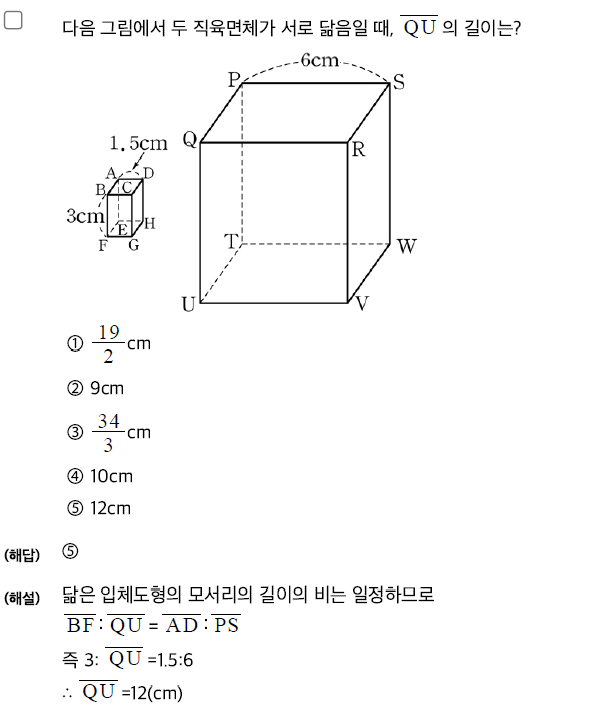 다음 그림에서 두 직육면체가 서로 닮음일 때, QU 의 길이는?
6cm
P
S
1.5cm
Q
R
A
D
B
C
3cm
E
H
T
W
F
G
U
V
① 19/2 cm
② 9cm
③ 34/3 cm
④ 10cm
⑤ 12cm
(해답) ⑤
(해설) 닮은 입체도형의 모서리의 길이의 비는 일정하므로
BF : QU = AD : PS
즉 3: QU =1.5:6
∴ QU =12(cm)